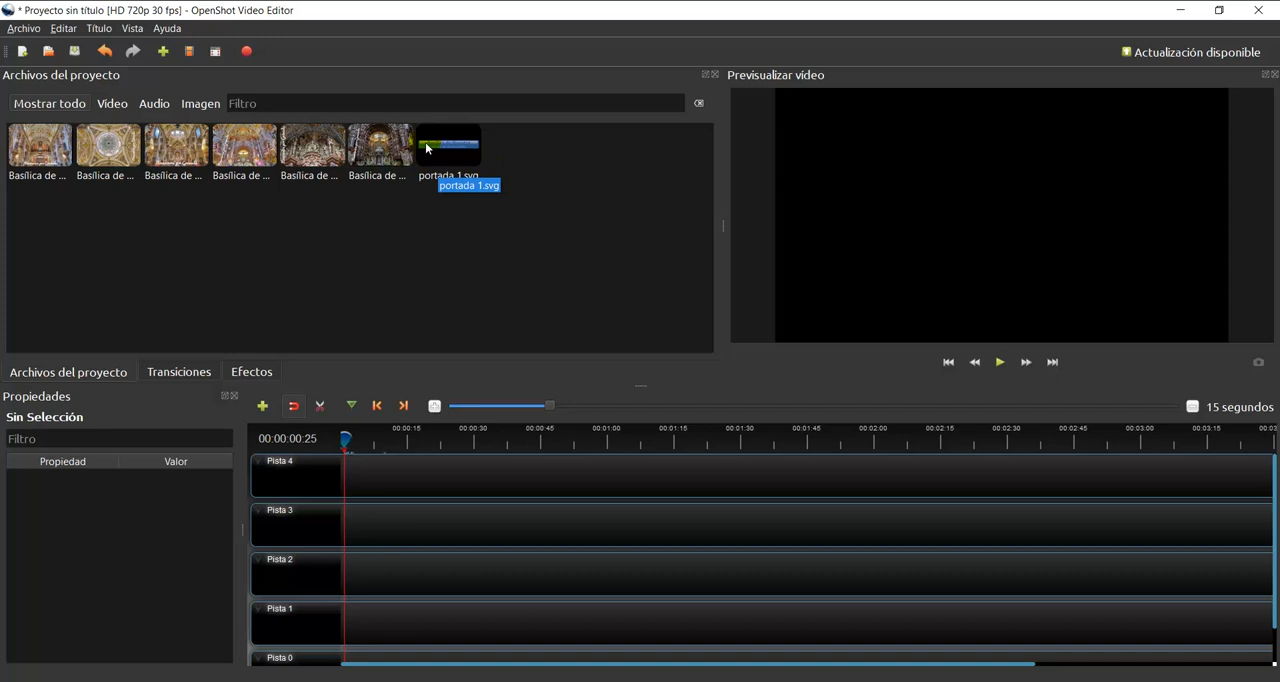 * Proyecto sin título [HD 720p 30 fps] - OpenShot Video Editor
Archivo Editar Título Vista Ayuda
Actualización disponible
Archivos del proyecto
Previsualizar vídeo
Mostrar todo Vídeo Audio Imagen Filtro
Basílica de ... Basílica de ... Basílica de ... Basílica de ... Basílica de ... Basílica de ... portada 1.svg
portada 1.svg
Archivos del proyecto Transiciones Efectos
Propiedades
Sin Selección
15 segundos
Filtro
00:00:00:25
00:00:15 00:00:30 00:00:45 00:01:00 00:01:15 00:01:30 00:01:45 00:02:00 00:02:15 00:02:30 00:02:45 00:03:00 00:03:15 00:03
Propiedad Valor
Pista 4
Pista 3
Pista 2
Pista 1
Pista 0